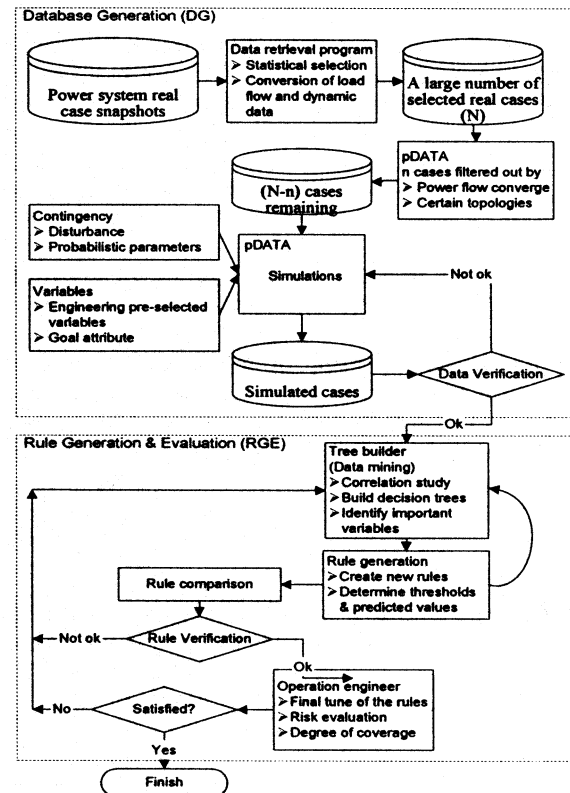 Database Generation (DG)
Power system real
case snapshots
Data retrieval program
➢ Statistical selection
➢ Conversion of load
flow and dynamic
data
A large number of
selected real cases
(N)
pDATA
n cases filtered out by
➢ Power flow converge
➢ Certain topologies
(N-n) cases
remaining
Contingency
➢ Disturbance
➢ Probabilistic parameters
Variables
➢ Engineering pre-selected
variables
➢ Goal attribute
pDATA
Simulations
Not ok
Simulated cases
Data Verification
Ok
Rule Generation & Evaluation (RGE)
Tree builder
(Data mining)
➢ Correlation study
➢ Build decision trees
➢ Identify important
variables
Rule generation
➢ Create new rules
➢ Determine thresholds
& predicted values
Rule comparison
Not ok
Rule Verification
Ok
Operation engineer
➢ Final tune of the rules
➢ Risk evaluation
➢ Degree of coverage
No
Satisfied?
Yes
Finish